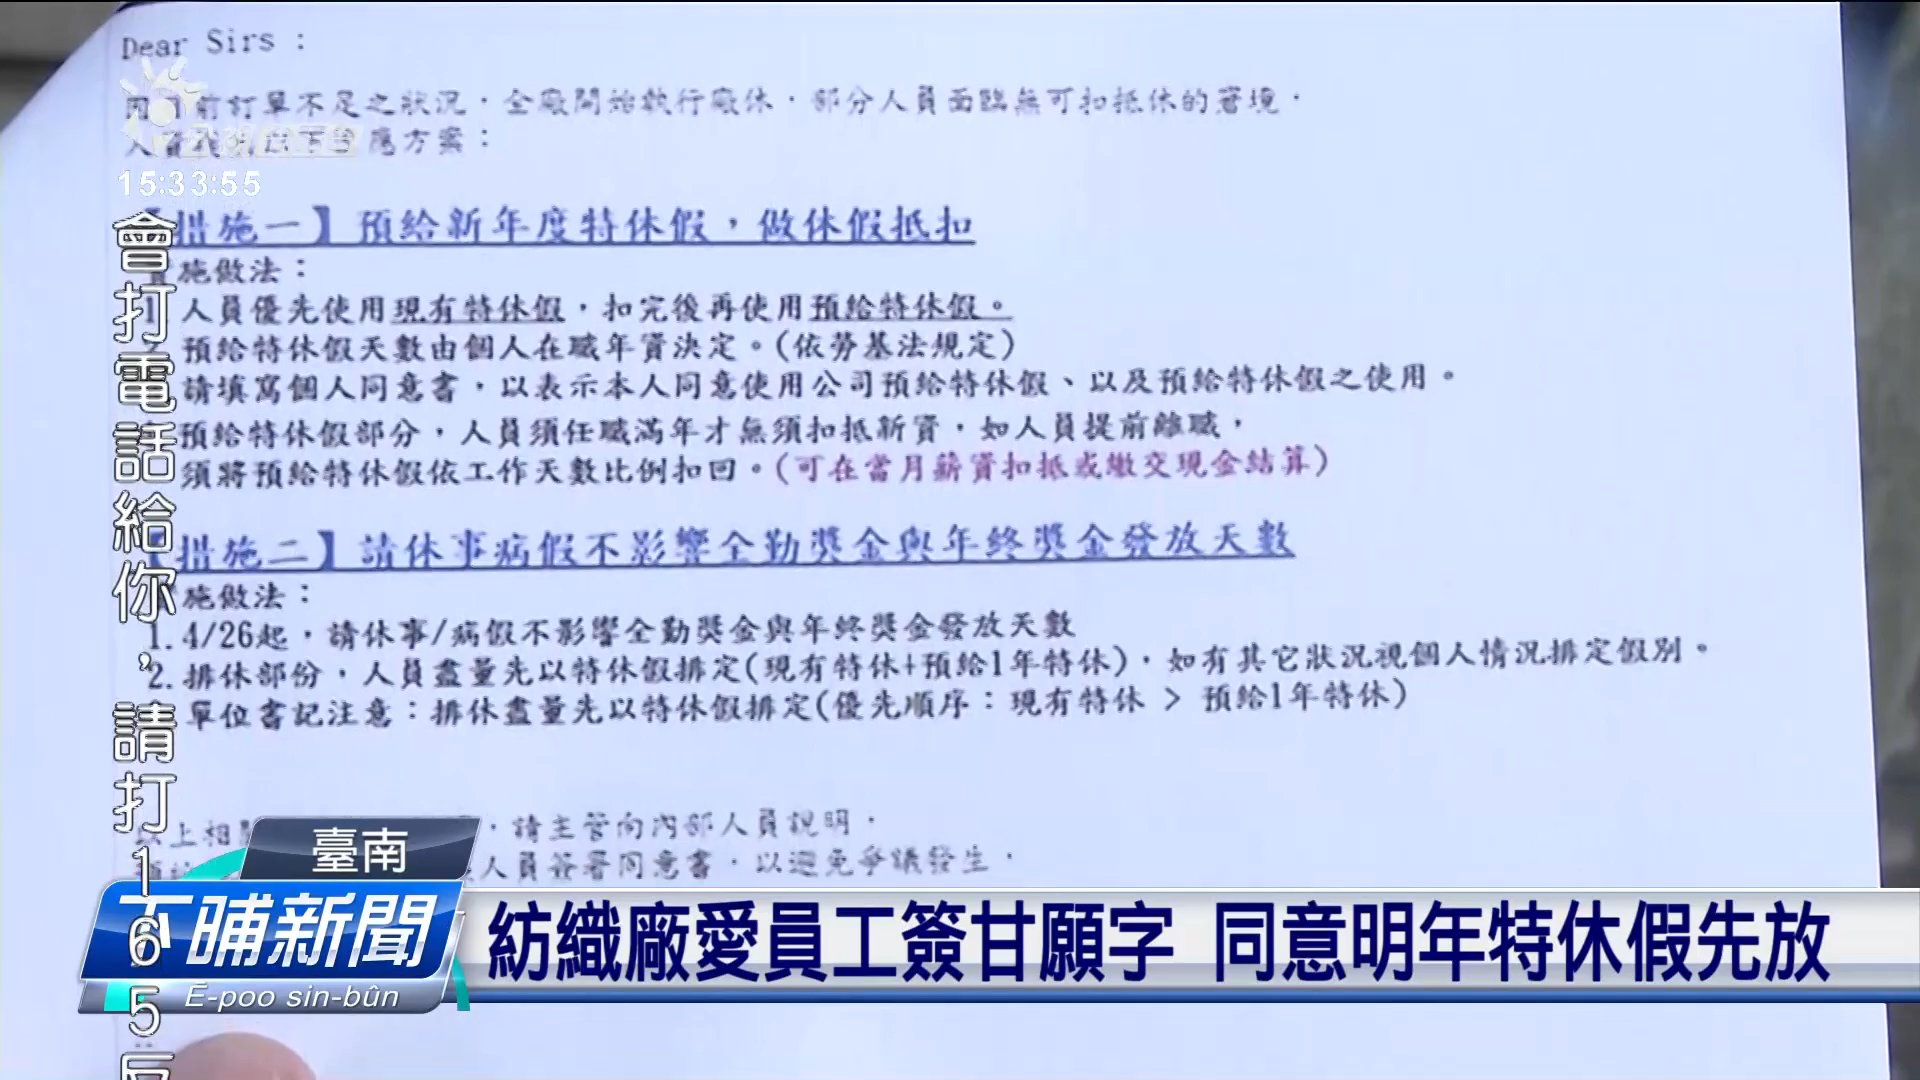 Dear Sirs :
目前訂單不足之狀況，全廠開始執行廠休，部分人員面臨無可扣抵休的窘境，
應方案：
15:33:55
【措施一】預給新年度特休假，做休假抵扣
實施做法：
1. 人員優先使用現有特休假，扣完後再使用預給特休假。
預給特休假天數由個人在職年資決定。(依勞基法規定)
請填寫個人同意書，以表示本人同意使用公司預給特休假、以及預給特休假之使用。
預給特休假部分，人員須任職滿年才無須扣抵薪資，如人員提前離職，
須將預給特休假依工作天數比例扣回。(可在當月薪資扣抵或繳交現金結算)
【措施二】請休事病假不影響全勤獎金與年終獎金發放天數
實施做法：
1.4/26起，請休事/病假不影響全勤獎金與年終獎金發放天數
2.排休部份，人員盡量先以特休假排定(現有特休+預給1年特休)，如有其它狀況視個人情況排定假別。
單位書記注意：排休盡量先以特休假排定(優先順序：現有特休 > 預給1年特休)
以上相
，請主管向內部人員說明，
人員簽署同意書，以避免爭議發生，
會打電話給你，請打165反
臺南
下晡新聞
Ē-poo sin-bûn
紡織廠愛員工簽甘願字 同意明年特休假先放